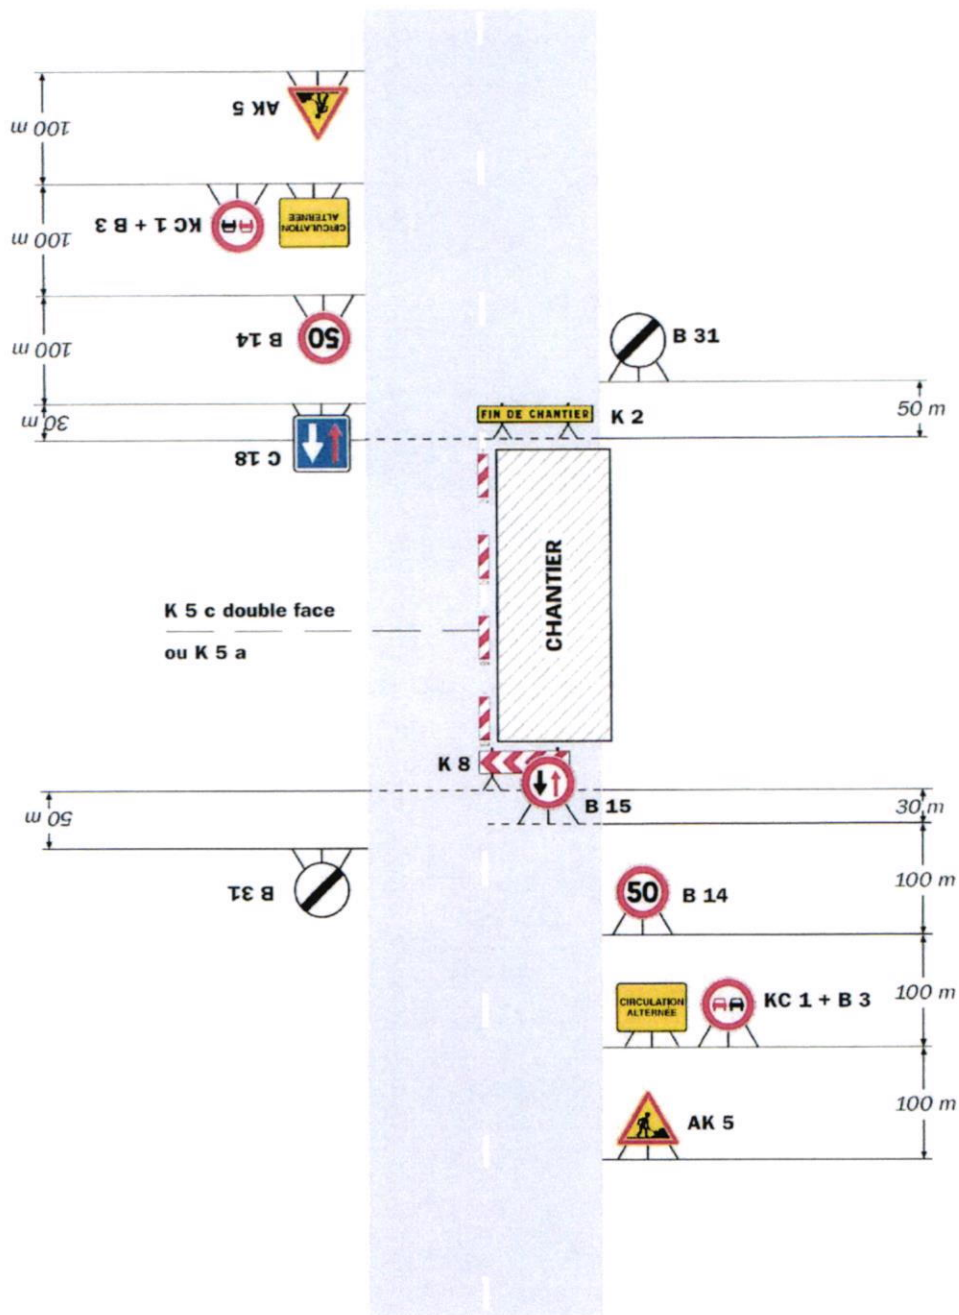 AK 5
100 m
KC 1 + B 3
CIRCULATION
ALTERNÉE
100 m
B 14
50
100 m
B 31
30 m
C 18
FIN DE CHANTIER
K 2
50 m
CHANTIER
K 5 c double face
ou K 5 a
K 8
B 15
30 m
50 m
B 31
50
B 14
100 m
CIRCULATION
ALTERNÉE
KC 1 + B 3
100 m
AK 5
100 m